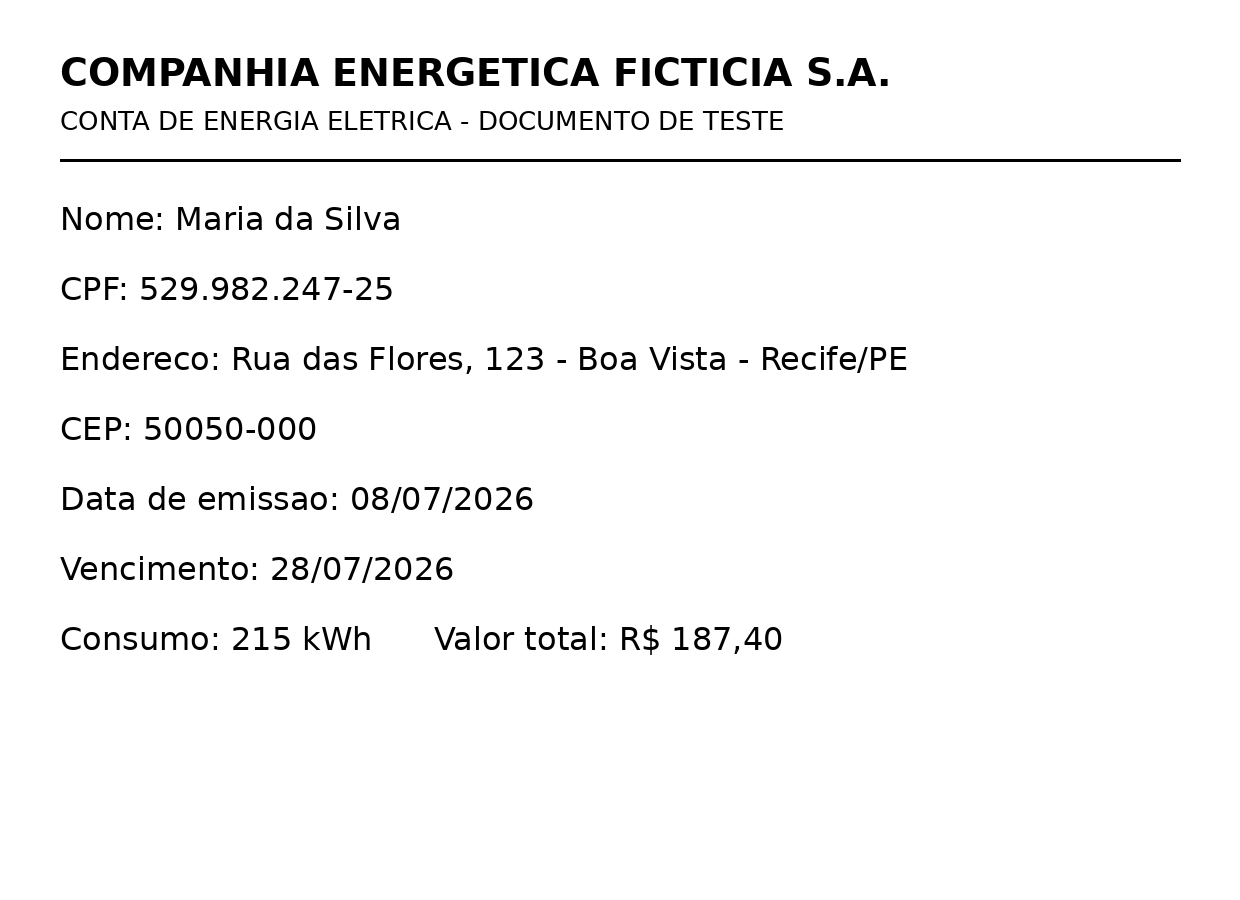 COMPANHIA ENERGETICA FICTICIA S.A.
CONTA DE ENERGIA ELETRICA - DOCUMENTO DE TESTE
Nome: Maria da Silva
CPF: 529.982.247-25
Endereco: Rua das Flores, 123 - Boa Vista - Recife/PE
CEP: 50050-000
Data de emissao: 08/07/2026
Vencimento: 28/07/2026
Consumo: 215 kWh Valor total: R$ 187,40